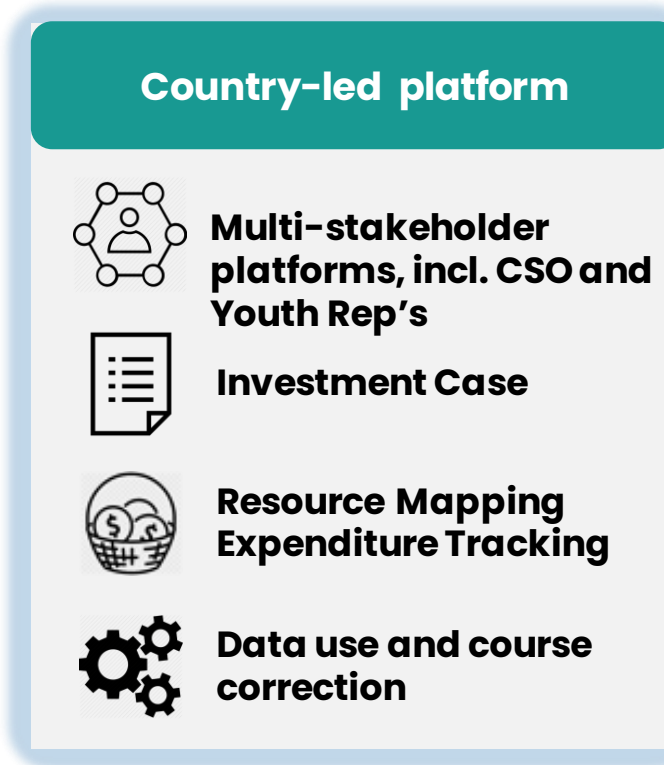 Country-led platform
Multi-stakeholder
platforms, incl. CSO and
Youth Rep's
Investment Case
Resource Mapping
Expenditure Tracking
Data use and course
correction